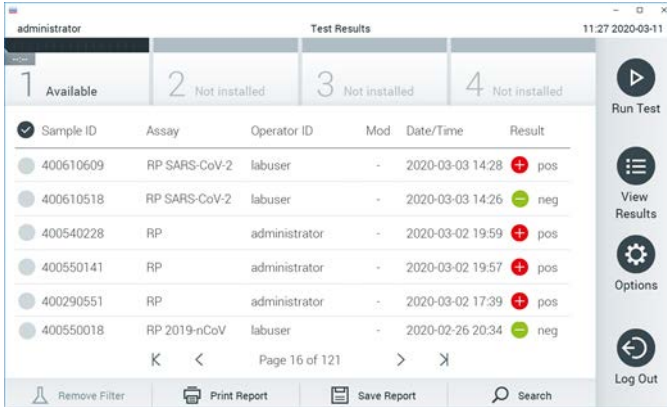 administrator Test Results 11:27 2020-03-11
1 Available 2 Not installed 3 Not installed 4 Not installed
Run Test
Sample ID Assay Operator ID Mod Date/Time Result
400610609 RP SARS-CoV-2 labuser - 2020-03-03 14:28 pos
400610518 RP SARS-CoV-2 labuser - 2020-03-03 14:26 neg
View Results
400540228 RP administrator - 2020-03-02 19:59 pos
400550141 RP administrator - 2020-03-02 19:57 pos
Options
400290551 RP administrator - 2020-03-02 17:39 pos
400550018 RP 2019-nCoV labuser - 2020-02-26 20:34 neg
Page 16 of 121
Log Out
Remove Filter Print Report Save Report Search